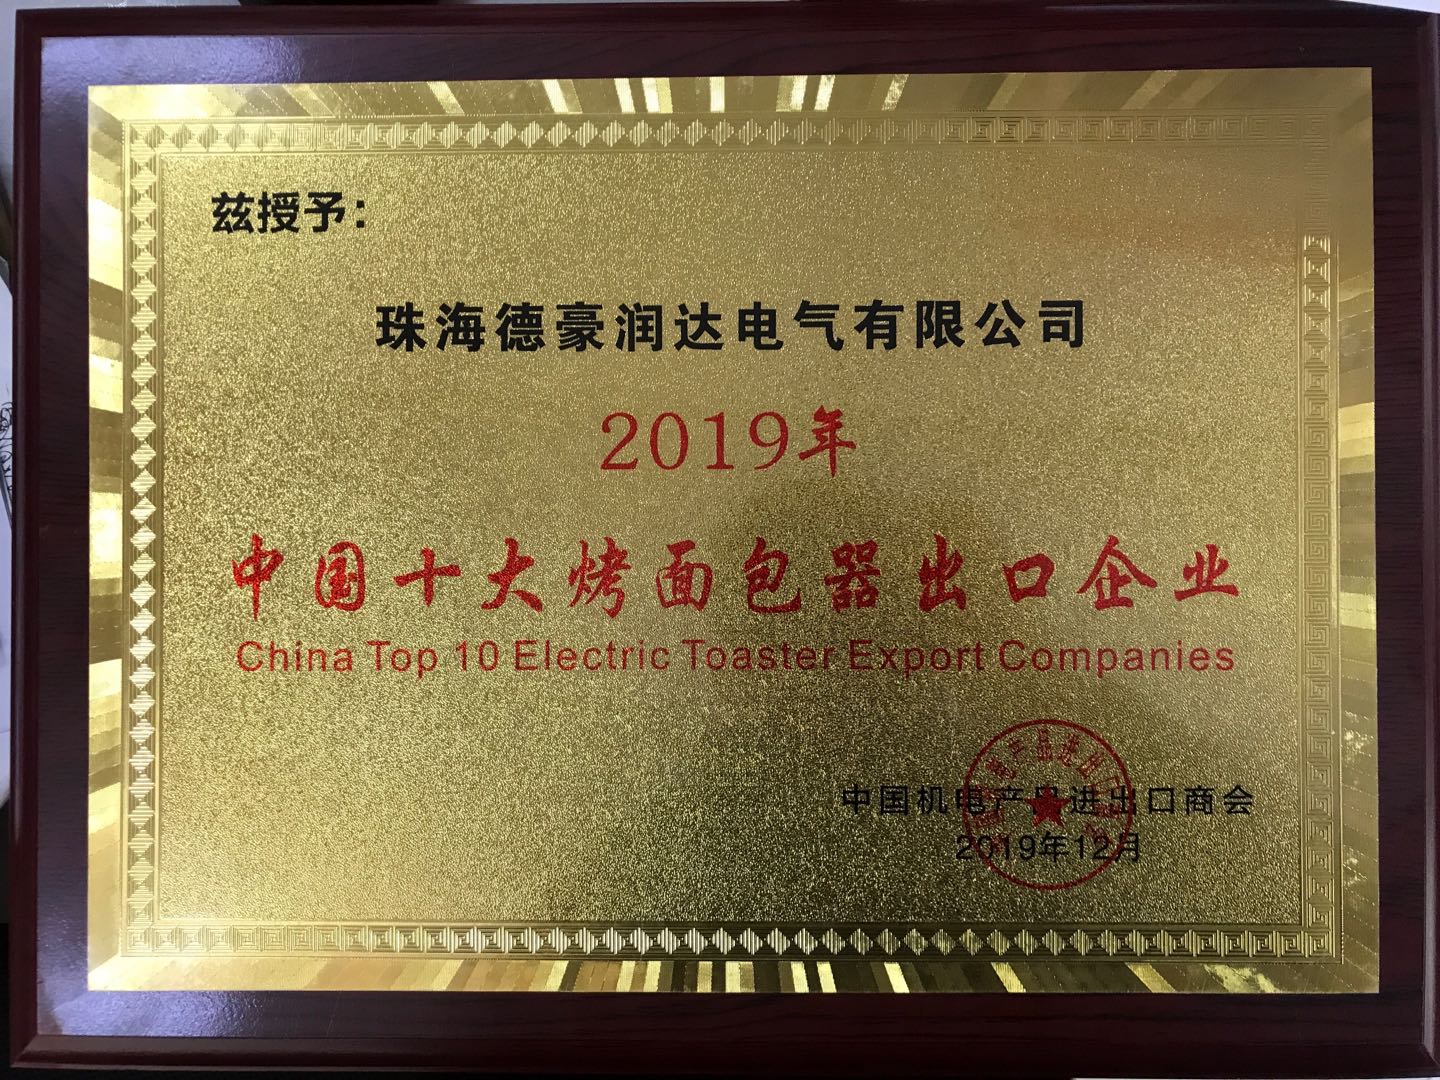 兹授予：
珠海德豪润达电气有限公司
2019年
中国十大烤面包器出口企业
China Top 10 Electric Toaster Export Companies
中国机电产品进出口商会
2019年12月